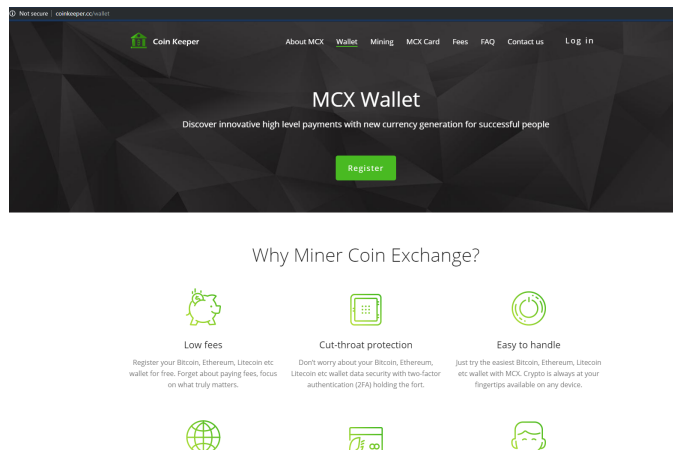 Not secure | coinkeeper.cc/wallet
Coin Keeper
About MCX Wallet Mining MCX Card Fees FAQ Contact us Log in
MCX Wallet
Discover innovative high level payments with new currency generation for successful people
Register
Why Miner Coin Exchange?
Low fees
Register your Bitcoin, Ethereum, Litecoin etc
wallet for free. Forget about paying fees, focus
on what truly matters.
Cut-throat protection
Don't worry about your Bitcoin, Ethereum,
Litecoin etc wallet data security with two-factor
authentication (2FA) holding the fort.
Easy to handle
Just try the easiest Bitcoin, Ethereum, Litecoin
etc wallet with MCX. Crypto is always at your
fingertips available on any device.